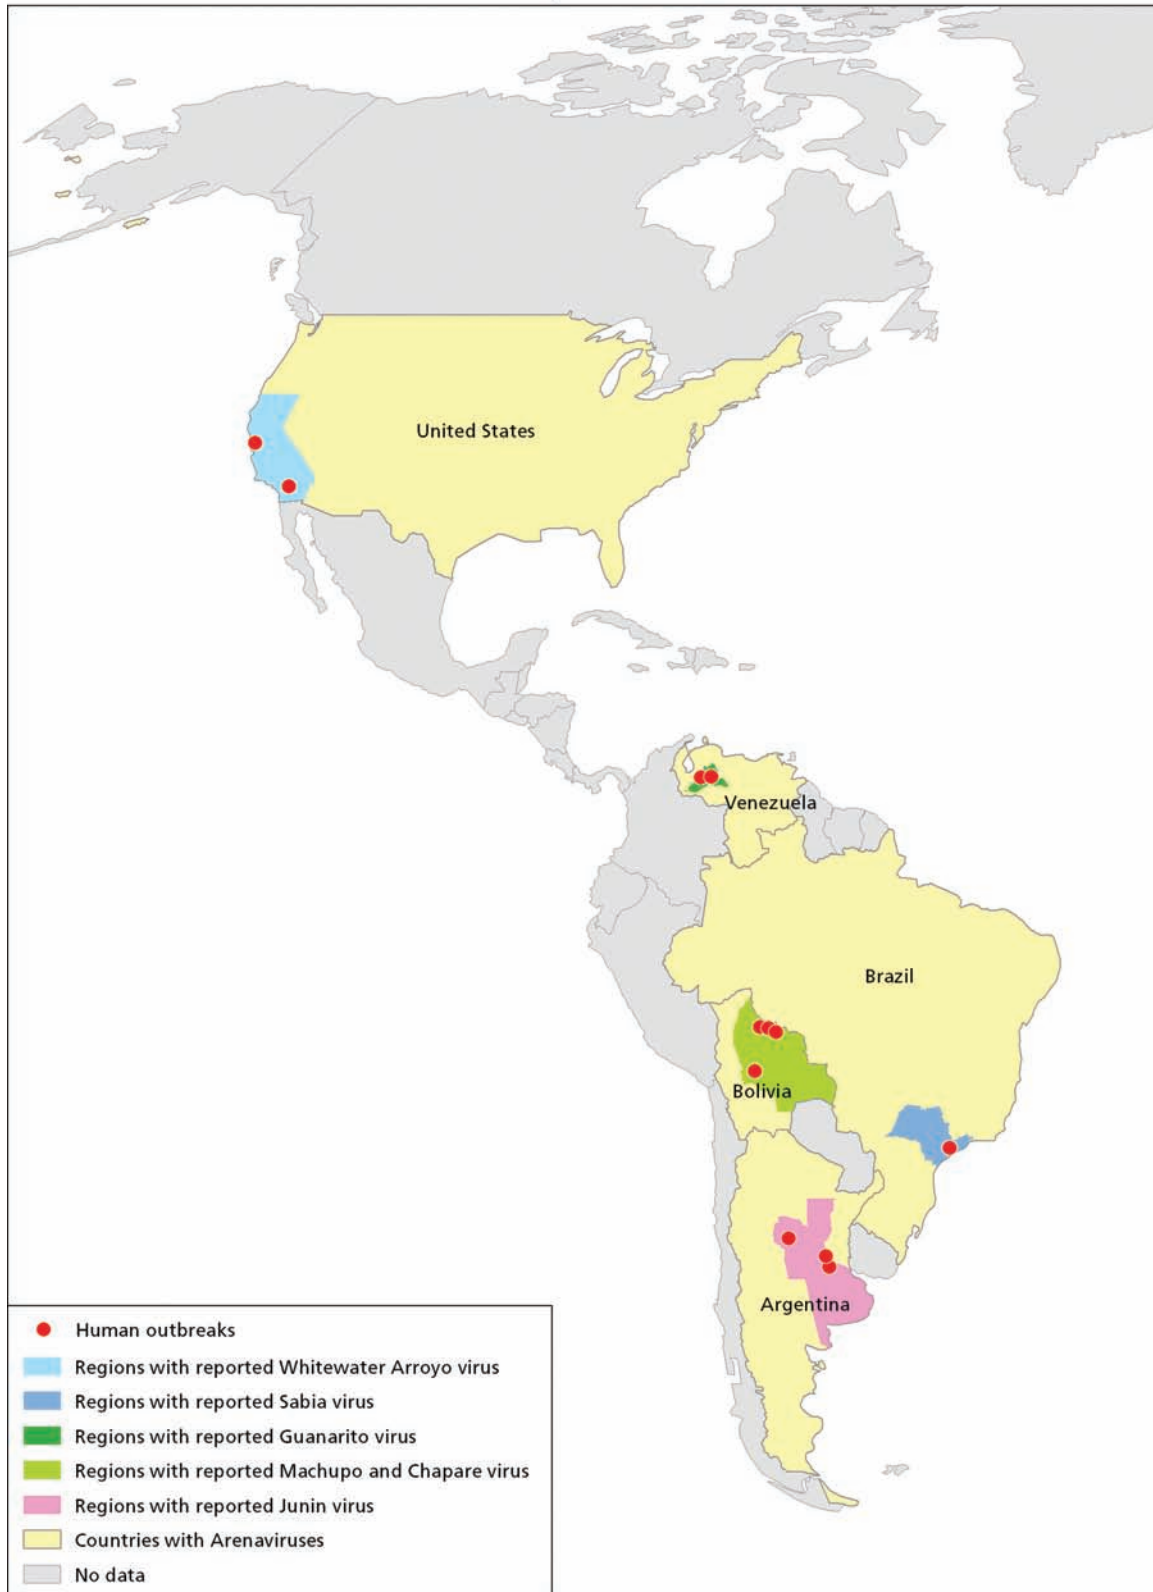 United States
Venezuela
Brazil
Bolivia
Argentina
Human outbreaks
Regions with reported Whitewater Arroyo virus
Regions with reported Sabia virus
Regions with reported Guanarito virus
Regions with reported Machupo and Chapare virus
Regions with reported Junin virus
Countries with Arenaviruses
No data